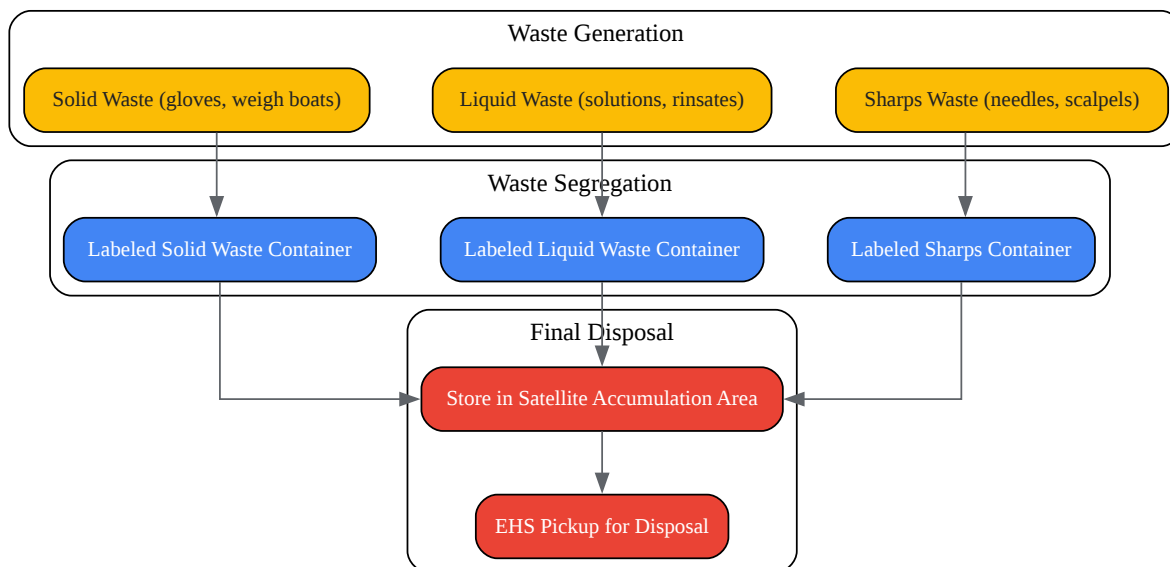 Waste Generation
Solid Waste (gloves, weigh boats)
Liquid Waste (solutions, rinsates)
Sharps Waste (needles, scalpels)
Waste Segregation
Labeled Solid Waste Container
Labeled Liquid Waste Container
Labeled Sharps Container
Final Disposal
Store in Satellite Accumulation Area
EHS Pickup for Disposal